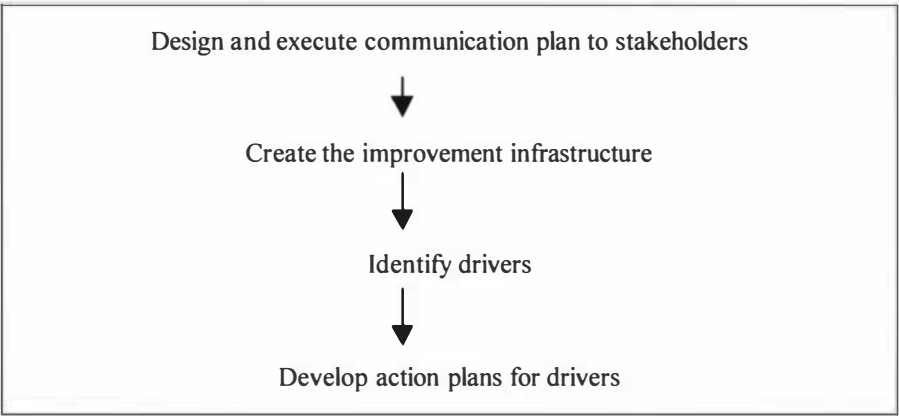 Design and execute communication plan to stakeholders
Create the improvement infrastructure
Identify drivers
Develop action plans for drivers